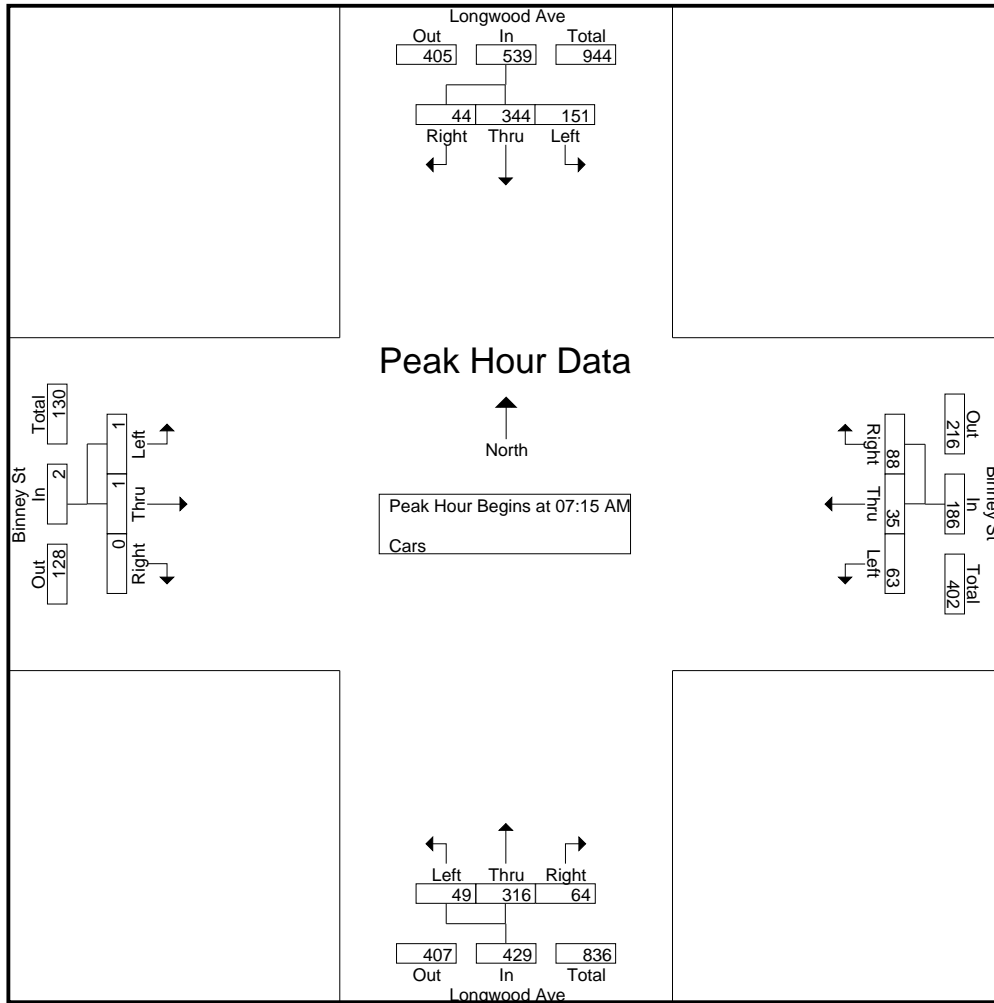 Longwood Ave
Out In Total
405 539 944
44 344 151
Right Thru Left
Peak Hour Data
North
Peak Hour Begins at 07:15 AM
Cars
Binney St
Total In Out
130 2 128
1 1 0
Left Thru Right
Binney St
Out In Total
216 186 402
88 35 63
Right Thru Left
Left Thru Right
49 316 64
407 429 836
Out In Total
Longwood Ave